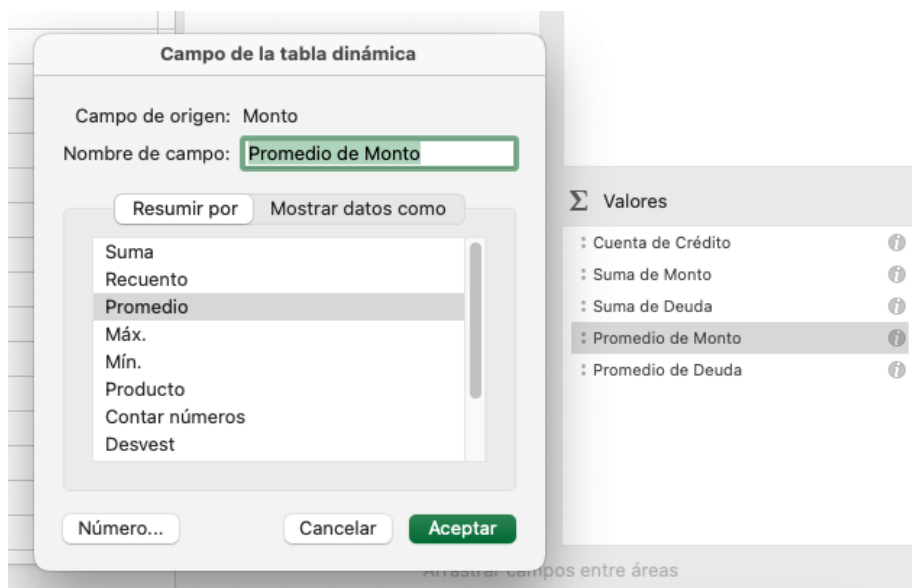 Campo de la tabla dinámica
Campo de origen: Monto
Nombre de campo: Promedio de Monto
Resumir por Mostrar datos como
Suma
Recuento
Promedio
Máx.
Mín.
Producto
Contar números
Desvest
Número... Cancelar Aceptar
Σ Valores
Cuenta de Crédito
Suma de Monto
Suma de Deuda
Promedio de Monto
Promedio de Deuda
Arrastrar campos entre áreas